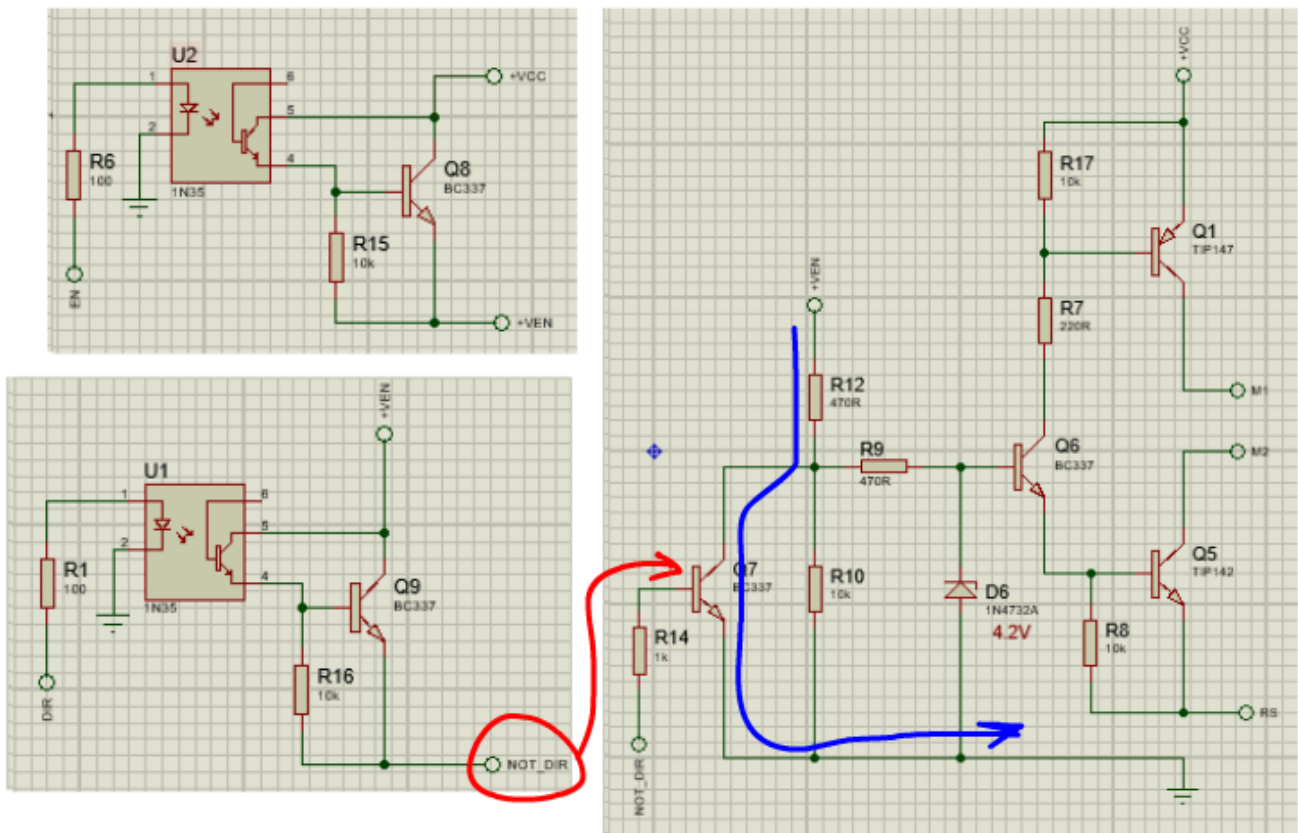 U2
1
2
6
5
4
1N35
R6
100
EN
+VCC
Q8
BC337
R15
10k
+VEN
U1
1
2
6
5
4
1N35
R1
100
DIR
+VEN
Q9
BC337
R16
10k
NOT_DIR
+VCC
R17
10k
Q1
TIP147
R7
220R
M1
+VEN
R12
470R
R9
470R
Q6
BC337
M2
Q7
BC337
R10
10k
D6
1N4732A
4.2V
Q5
TIP142
R14
1k
R8
10k
RS
NOT_DIR